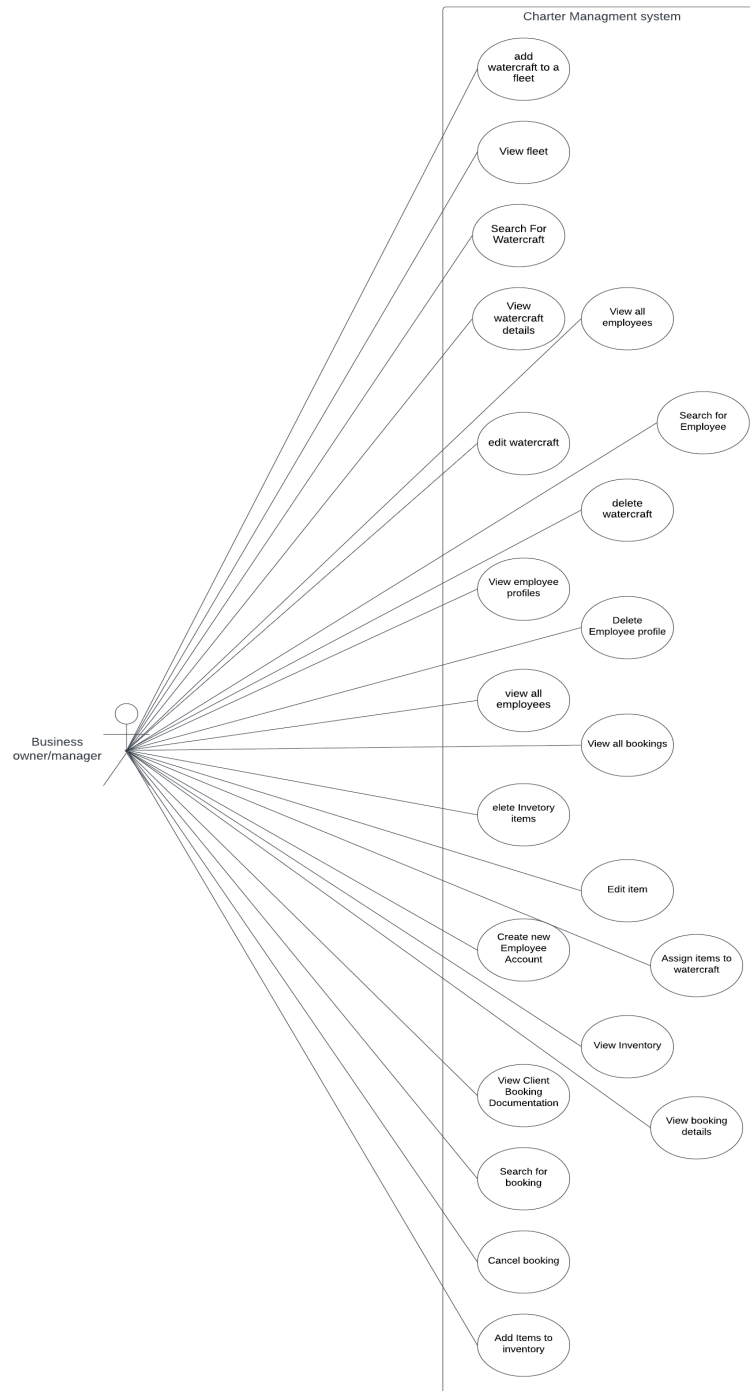 Charter Managment system
add
watercraft to a
fleet
View fleet
Search For
Watercraft
View
watercraft
details
View all
employees
Search for
Employee
edit watercraft
delete
watercraft
View employee
profiles
Delete
Employee profile
view all
employees
Business
owner/manager
View all bookings
elete Invetory
items
Edit item
Create new
Employee
Account
Assign items to
watercraft
View Inventory
View Client
Booking
Documentation
View booking
details
Search for
booking
Cancel booking
Add Items to
inventory